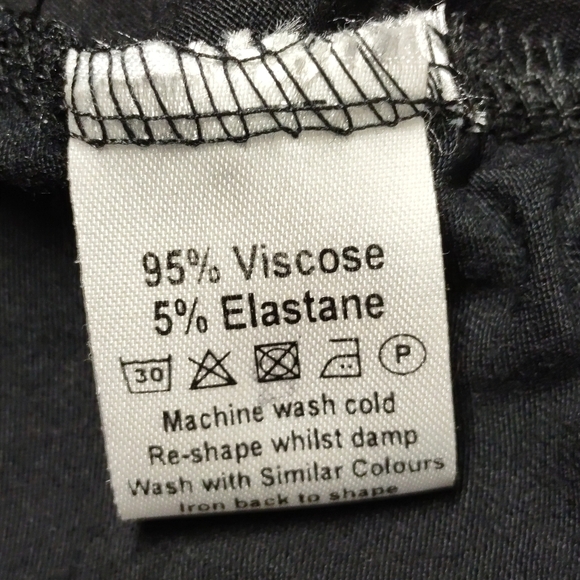 95% Viscose
5% Elastane
30 P
Machine wash cold
Re-shape whilst damp
Wash with Similar Colours
Iron back to shape